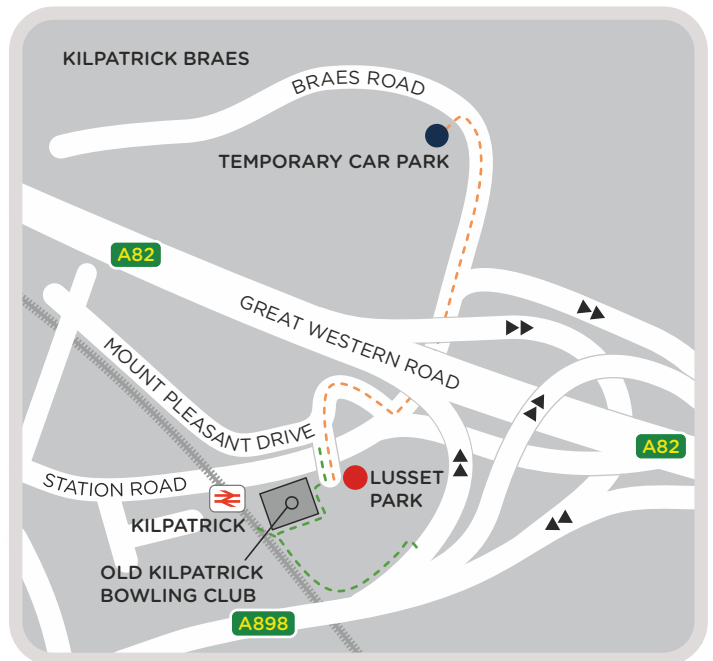 KILPATRICK BRAES
BRAES ROAD
TEMPORARY CAR PARK
A82
GREAT WESTERN ROAD
MOUNT PLEASANT DRIVE
A82
STATION ROAD
LUSSET
PARK
KILPATRICK
OLD KILPATRICK
BOWLING CLUB
A898